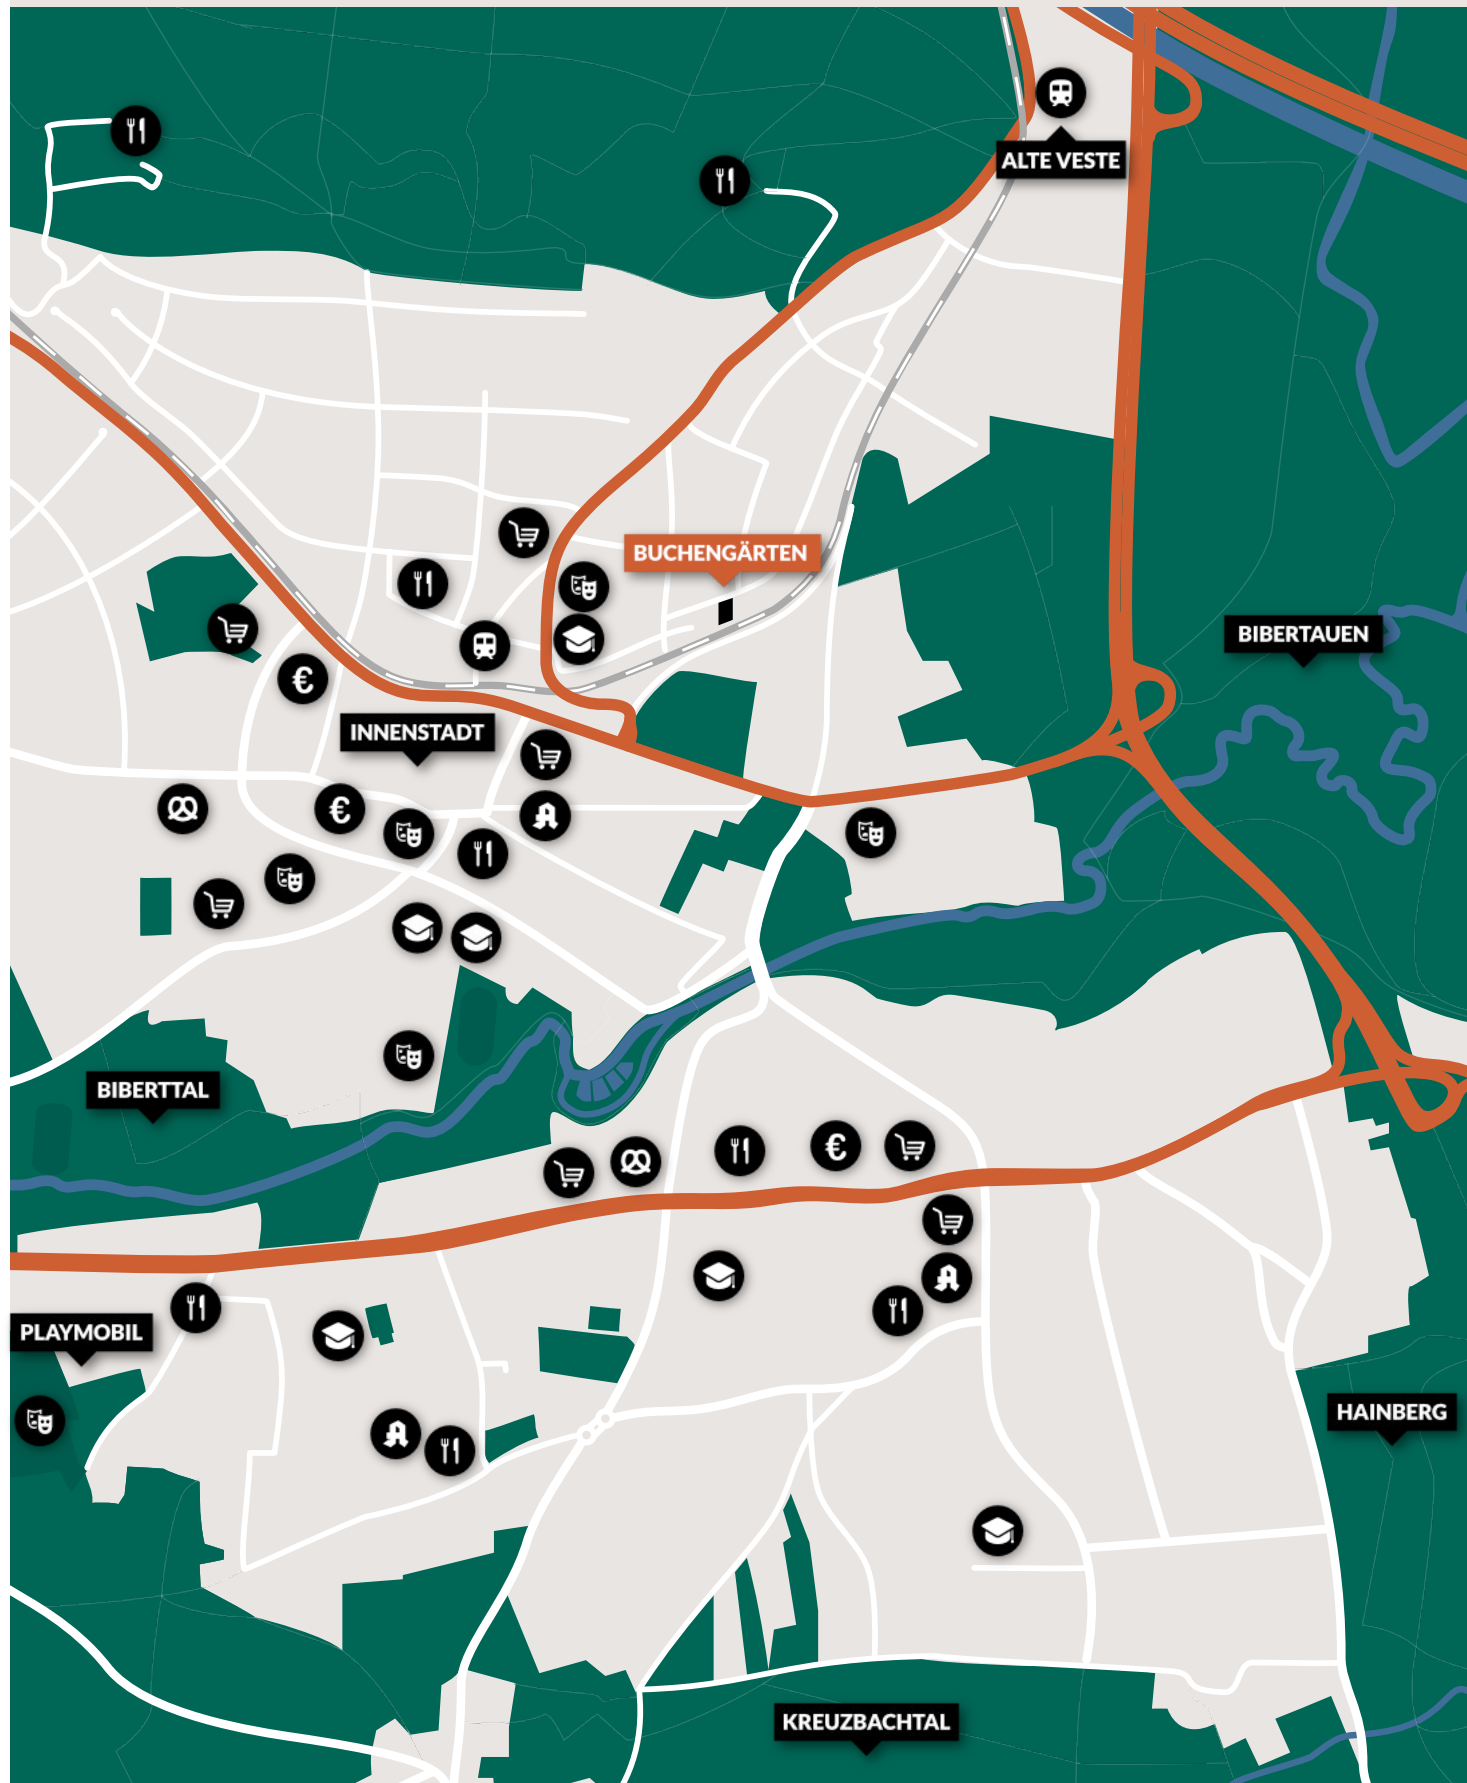 ALTE VESTE
BUCHENGÄRTEN
BIBERTAUEN
INNENSTADT
BIBERTTAL
PLAYMOBIL
HAINBERG
KREUZBACHTAL